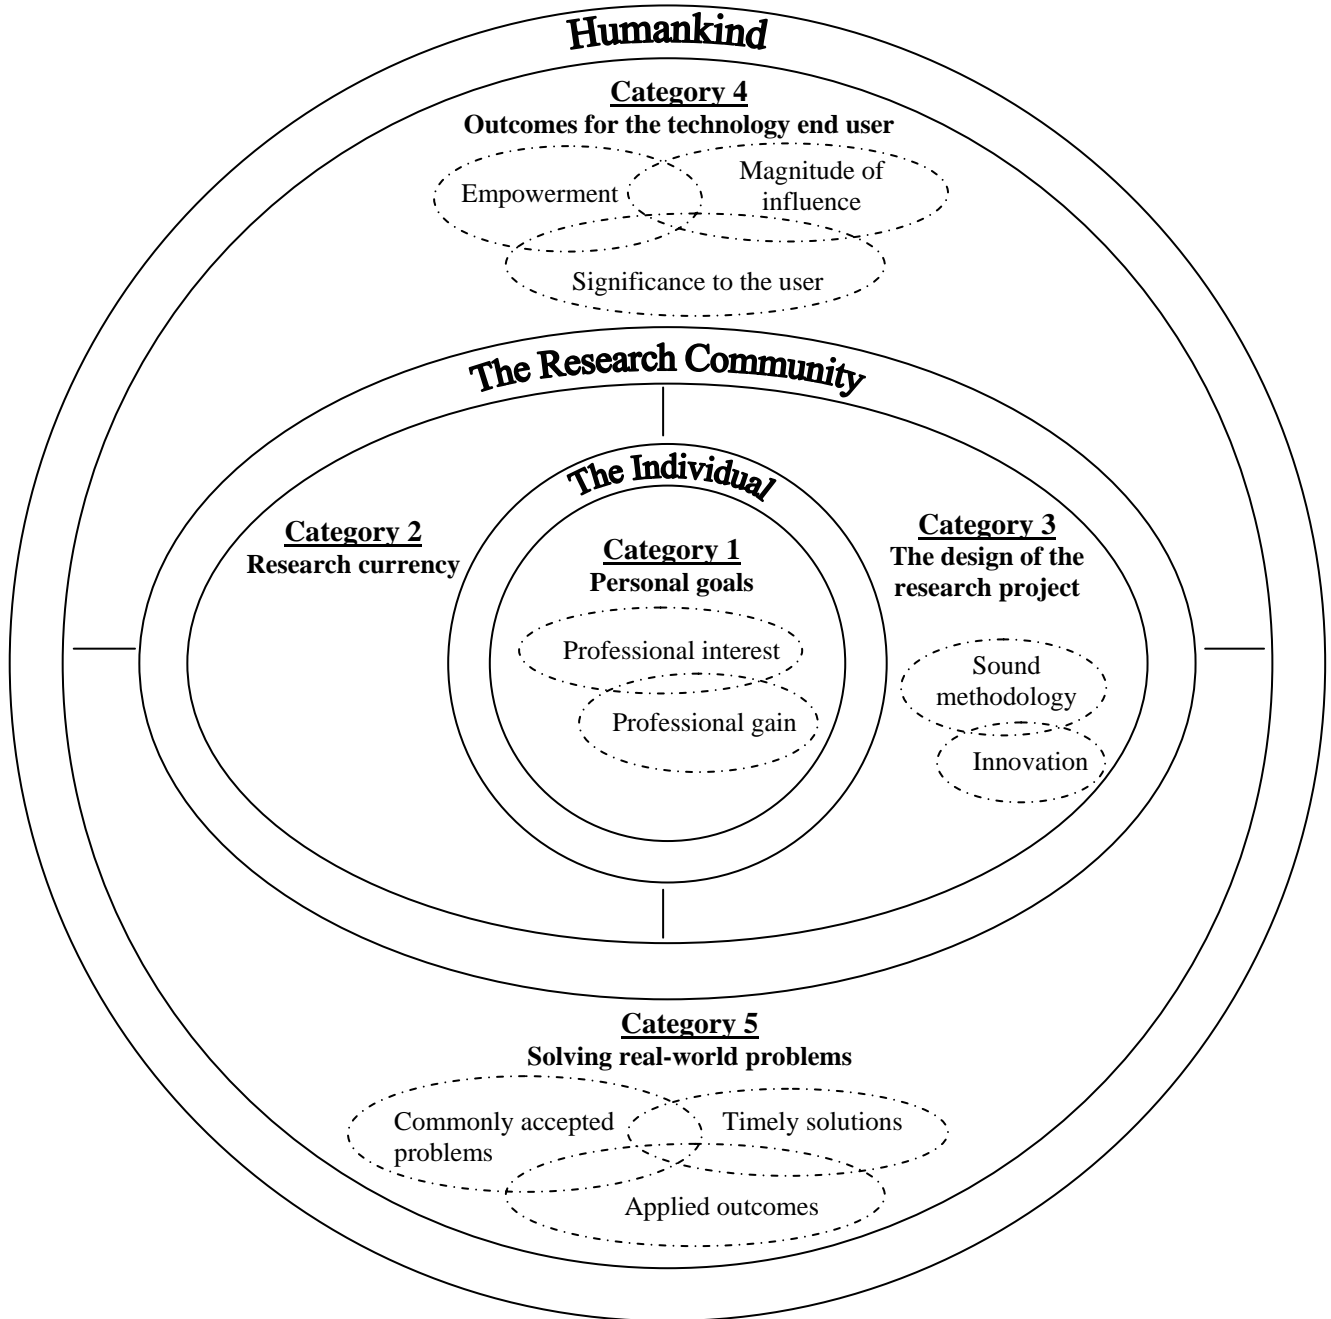 Humankind
Category 4
Outcomes for the technology end user
Empowerment
Magnitude of
influence
Significance to the user
The Research Community
The Individual
Category 2
Research currency
Category 1
Personal goals
Professional interest
Professional gain
Category 3
The design of the
research project
Sound
methodology
Innovation
Category 5
Solving real-world problems
Commonly accepted
problems
Timely solutions
Applied outcomes